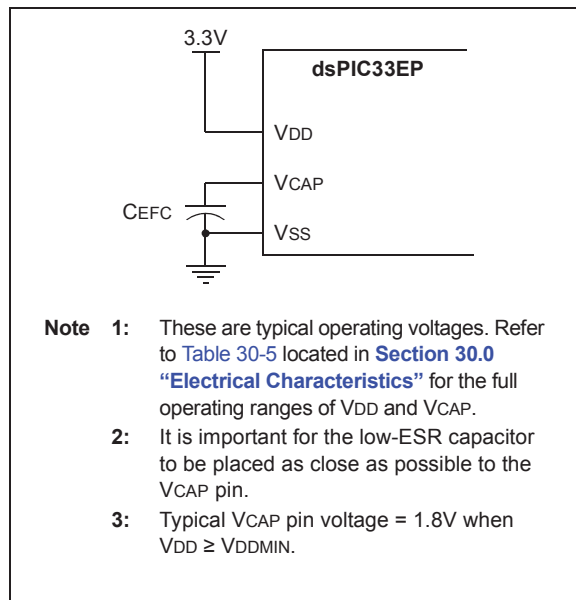 3.3V
dsPIC33EP
VDD
VCAP
CEFC
VSS
Note 1: These are typical operating voltages. Refer
to Table 30-5 located in Section 30.0
“Electrical Characteristics” for the full
operating ranges of VDD and VCAP.
2: It is important for the low-ESR capacitor
to be placed as close as possible to the
VCAP pin.
3: Typical VCAP pin voltage = 1.8V when
VDD ≥ VDDMIN.